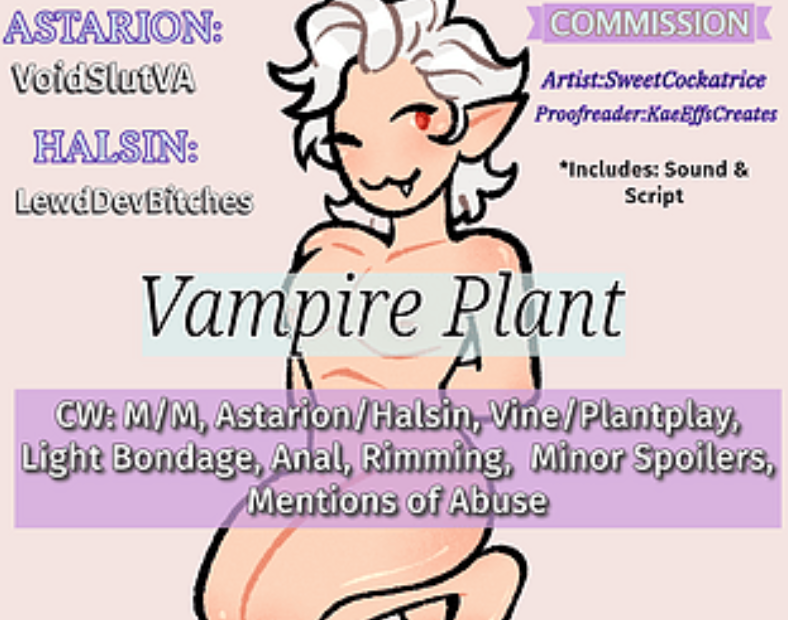 ASTARION:
VoidSlutVA
HALSIN:
LewdDevBitches
COMMISSION
Artist:SweetCockatrice
Proofreader:KaeEffsCreates
*Includes: Sound &
Script
Vampire Plant
CW: M/M, Astarion/Halsin, Vine/Plantplay,
Light Bondage, Anal, Rimming, Minor Spoilers,
Mentions of Abuse